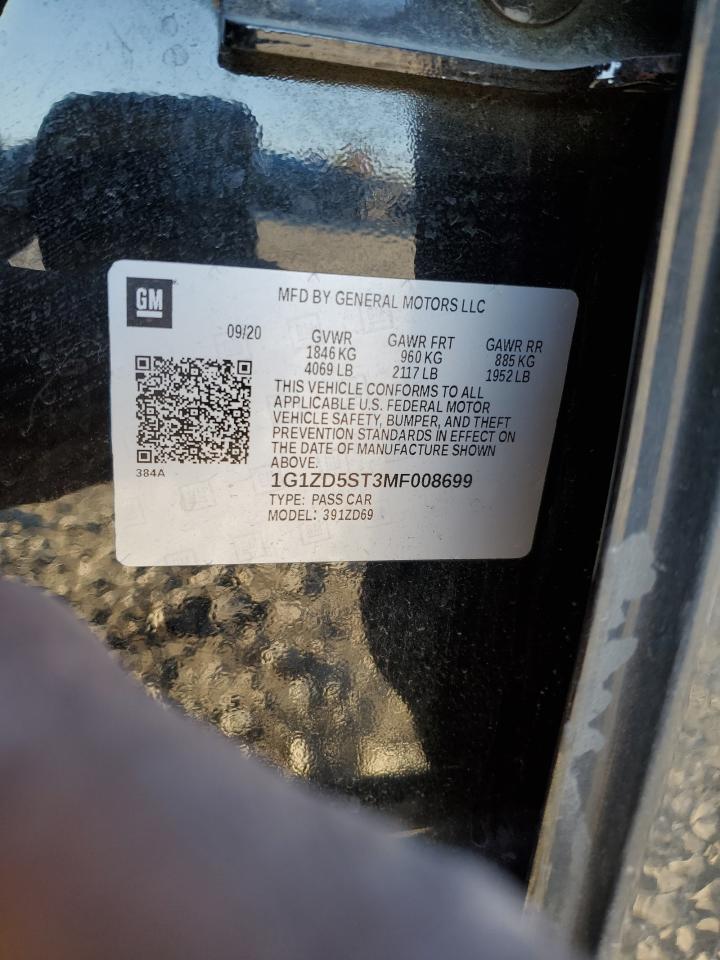 GM
MFD BY GENERAL MOTORS LLC
09/20 GVWR GAWR FRT GAWR RR
1846 KG 960 KG 885 KG
4069 LB 2117 LB 1952 LB
THIS VEHICLE CONFORMS TO ALL
APPLICABLE U.S. FEDERAL MOTOR
VEHICLE SAFETY, BUMPER, AND THEFT
PREVENTION STANDARDS IN EFFECT ON
THE DATE OF MANUFACTURE SHOWN
ABOVE.
384A
1G1ZD5ST3MF008699
TYPE: PASS CAR
MODEL: 391ZD69